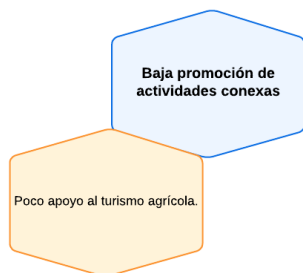 Baja promoción de
actividades conexas
Poco apoyo al turismo agrícola.